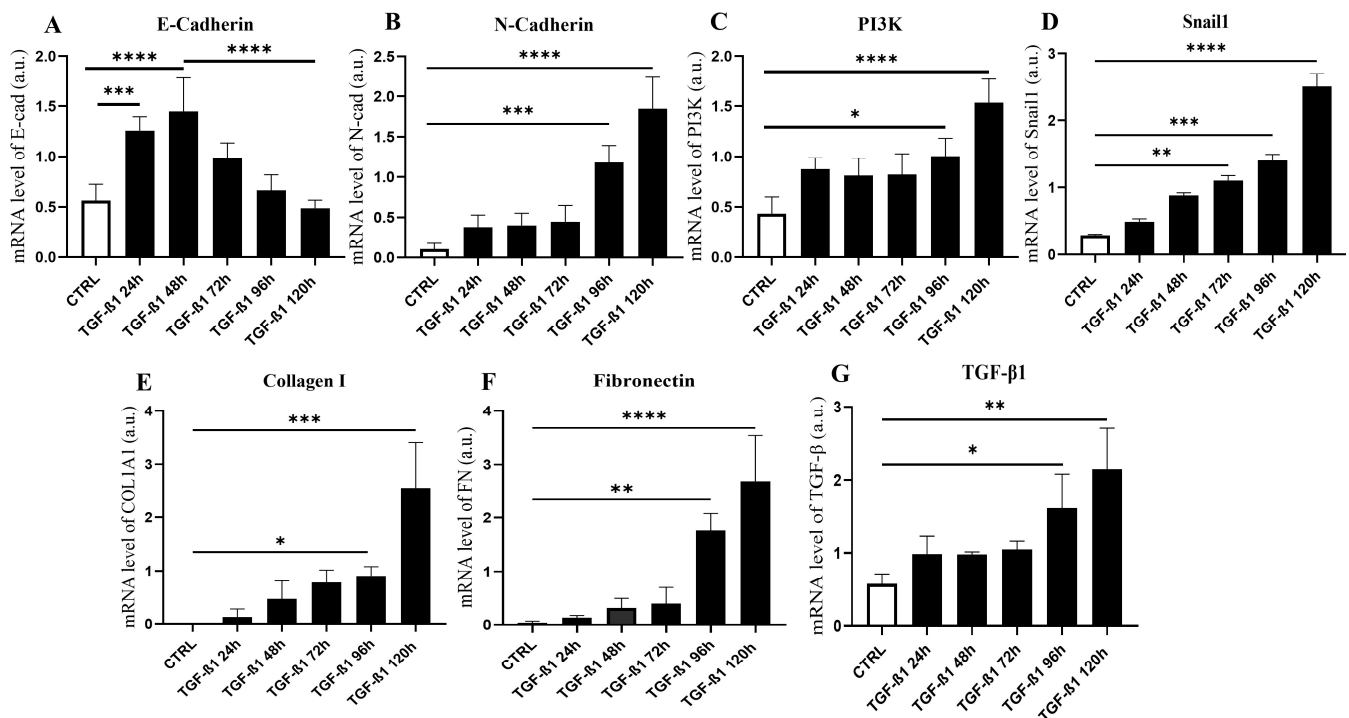 A
E-Cadherin
mRNA level of E-cad (a.u.)
2.0
1.5
1.0
0.5
0.0
****
****
***
CTRL
TGF-ß1 24h
TGF-ß1 48h
TGF-ß1 72h
TGF-ß1 96h
TGF-ß1 120h
B
N-Cadherin
mRNA level of N-cad (a.u.)
2.5
2.0
1.5
1.0
0.5
0.0
****
***
CTRL
TGF-ß1 24h
TGF-ß1 48h
TGF-ß1 72h
TGF-ß1 96h
TGF-ß1 120h
C
PI3K
mRNA level of PI3K (a.u.)
2.0
1.5
1.0
0.5
0.0
****
*
CTRL
TGF-ß1 24h
TGF-ß1 48h
TGF-ß1 72h
TGF-ß1 96h
TGF-ß1 120h
D
Snail1
mRNA level of Snail1 (a.u.)
3
2
1
0
****
***
**
CTRL
TGF-ß1 24h
TGF-ß1 48h
TGF-ß1 72h
TGF-ß1 96h
TGF-ß1 120h
E
Collagen I
mRNA level of COL1A1 (a.u.)
4
3
2
1
0
***
*
CTRL
TGF-ß1 24h
TGF-ß1 48h
TGF-ß1 72h
TGF-ß1 96h
TGF-ß1 120h
F
Fibronectin
mRNA level of FN (a.u.)
4
3
2
1
0
****
**
CTRL
TGF-ß1 24h
TGF-ß1 48h
TGF-ß1 72h
TGF-ß1 96h
TGF-ß1 120h
G
TGF-β1
mRNA level of TGF-β (a.u.)
3
2
1
0
**
*
CTRL
TGF-ß1 24h
TGF-ß1 48h
TGF-ß1 72h
TGF-ß1 96h
TGF-ß1 120h